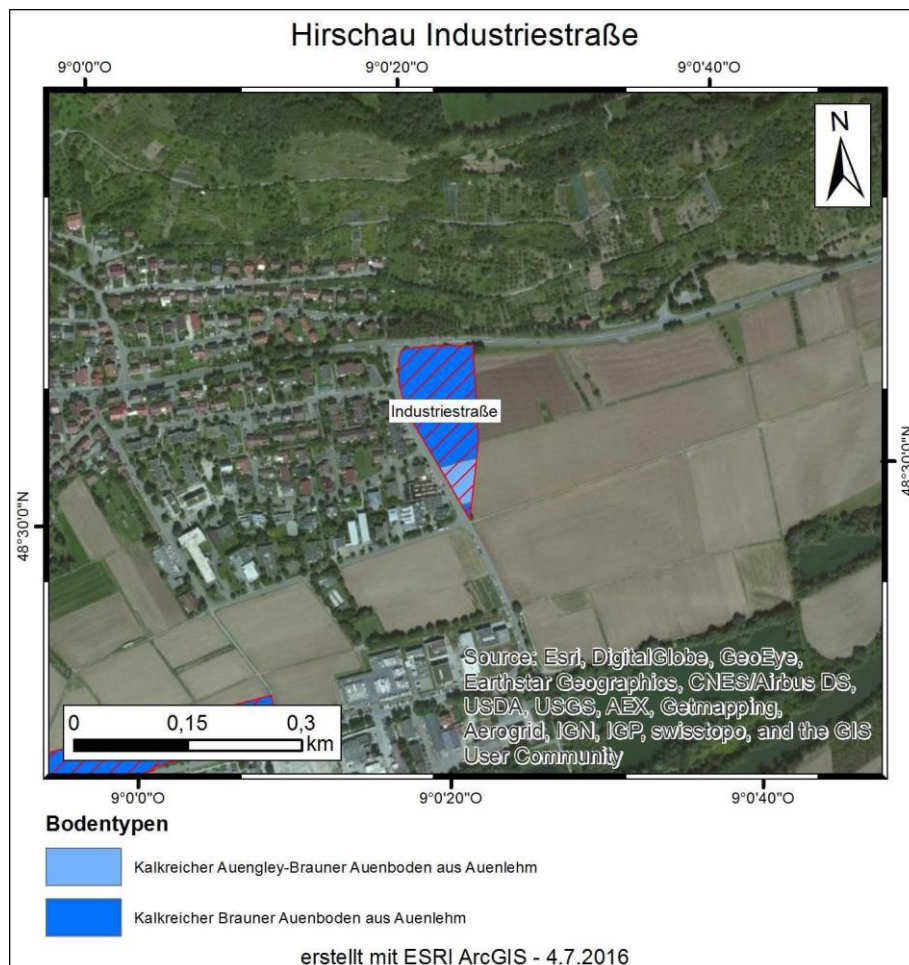 Hirschau Industriestraße
9°0'0"O
9°0'20"O
9°0'40"O
N
Industriestraße
48°30'0"N
48°30'0"N
Source: Esri, DigitalGlobe, GeoEye,
Earthstar Geographics, CNES/Airbus DS,
USDA, USGS, AEX, Getmapping,
Aerogrid, IGN, IGP, swisstopo, and the GIS
User Community
0 0,15 0,3
km
9°0'0"O
9°0'20"O
9°0'40"O
Bodentypen
Kalkreicher Auengley-Brauner Auenboden aus Auenlehm
Kalkreicher Brauner Auenboden aus Auenlehm
erstellt mit ESRI ArcGIS - 4.7.2016